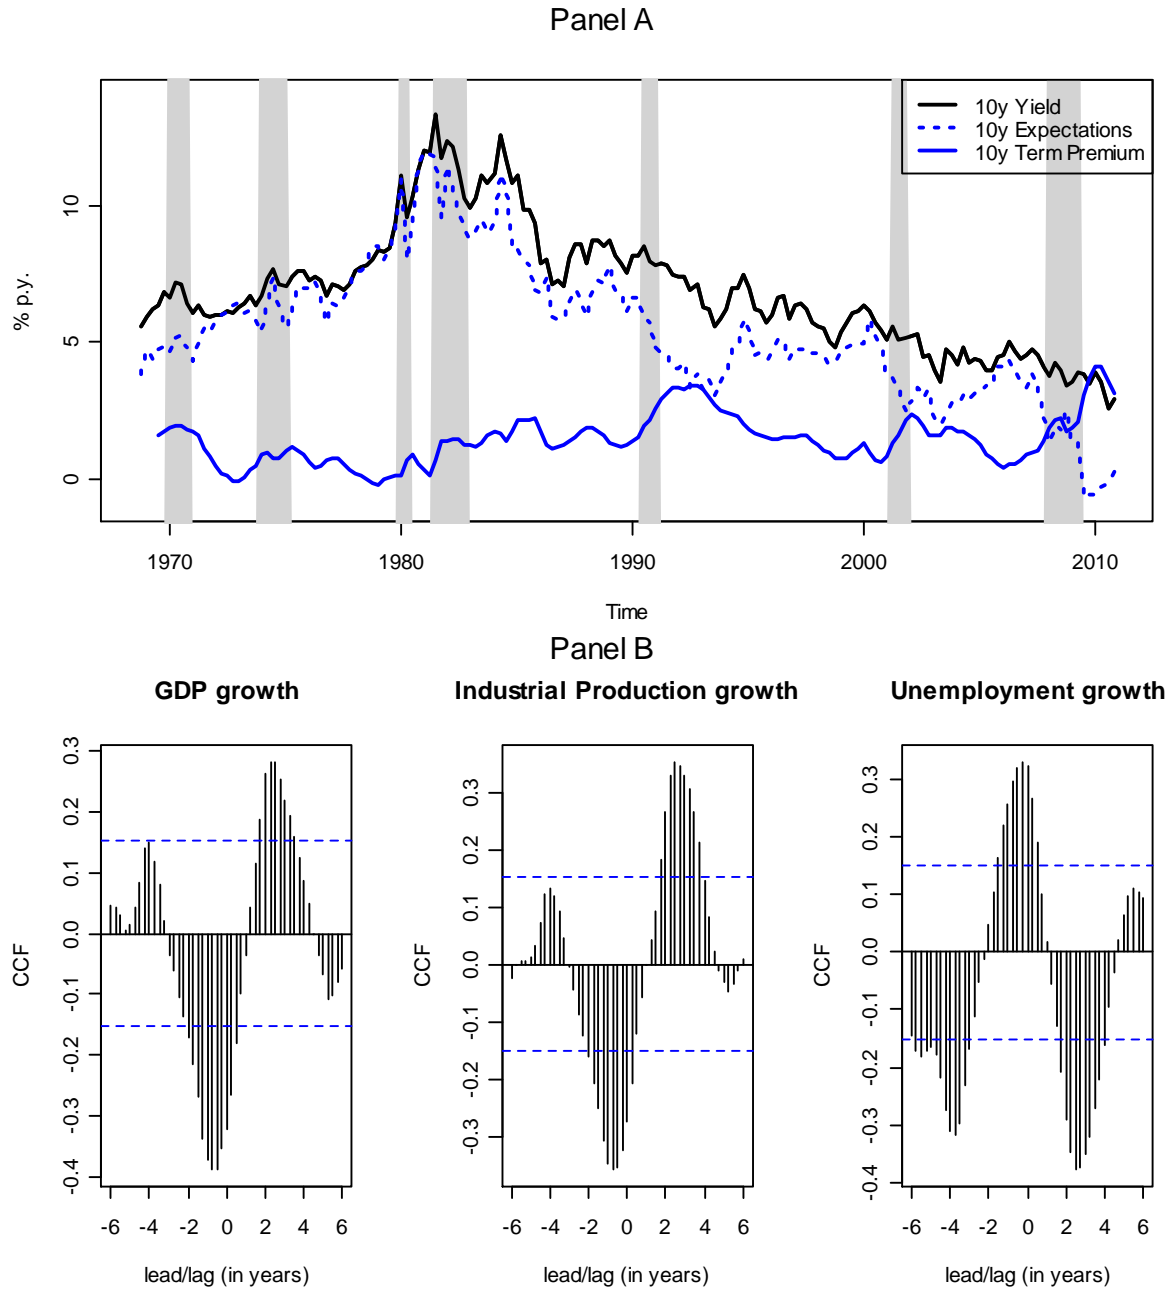 Panel A
10y Yield
10y Expectations
10y Term Premium
% p.y.
10
5
0
1970 1980 1990 2000 2010
Time
Panel B
GDP growth
Industrial Production growth
Unemployment growth
CCF
0.3
0.2
0.1
0.0
-0.1
-0.2
-0.3
-0.4
-6 -4 -2 0 2 4 6
lead/lag (in years)
CCF
0.3
0.2
0.1
0.0
-0.1
-0.2
-0.3
-6 -4 -2 0 2 4 6
lead/lag (in years)
CCF
0.3
0.2
0.1
0.0
-0.1
-0.2
-0.3
-0.4
-6 -4 -2 0 2 4 6
lead/lag (in years)